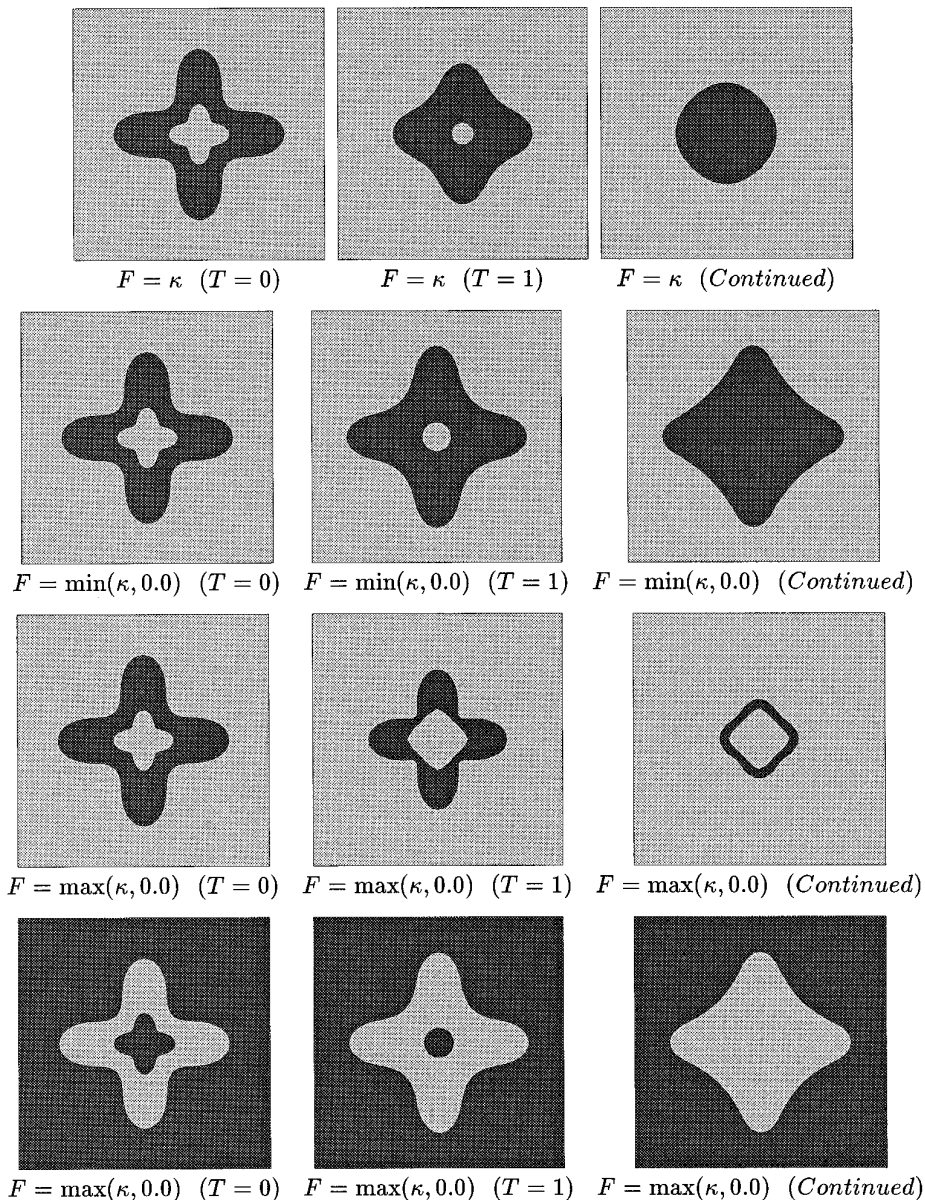 F = κ (T = 0) F = κ (T = 1) F = κ (Continued)
F = min(κ, 0.0) (T = 0) F = min(κ, 0.0) (T = 1) F = min(κ, 0.0) (Continued)
F = max(κ, 0.0) (T = 0) F = max(κ, 0.0) (T = 1) F = max(κ, 0.0) (Continued)
F = max(κ, 0.0) (T = 0) F = max(κ, 0.0) (T = 1) F = max(κ, 0.0) (Continued)